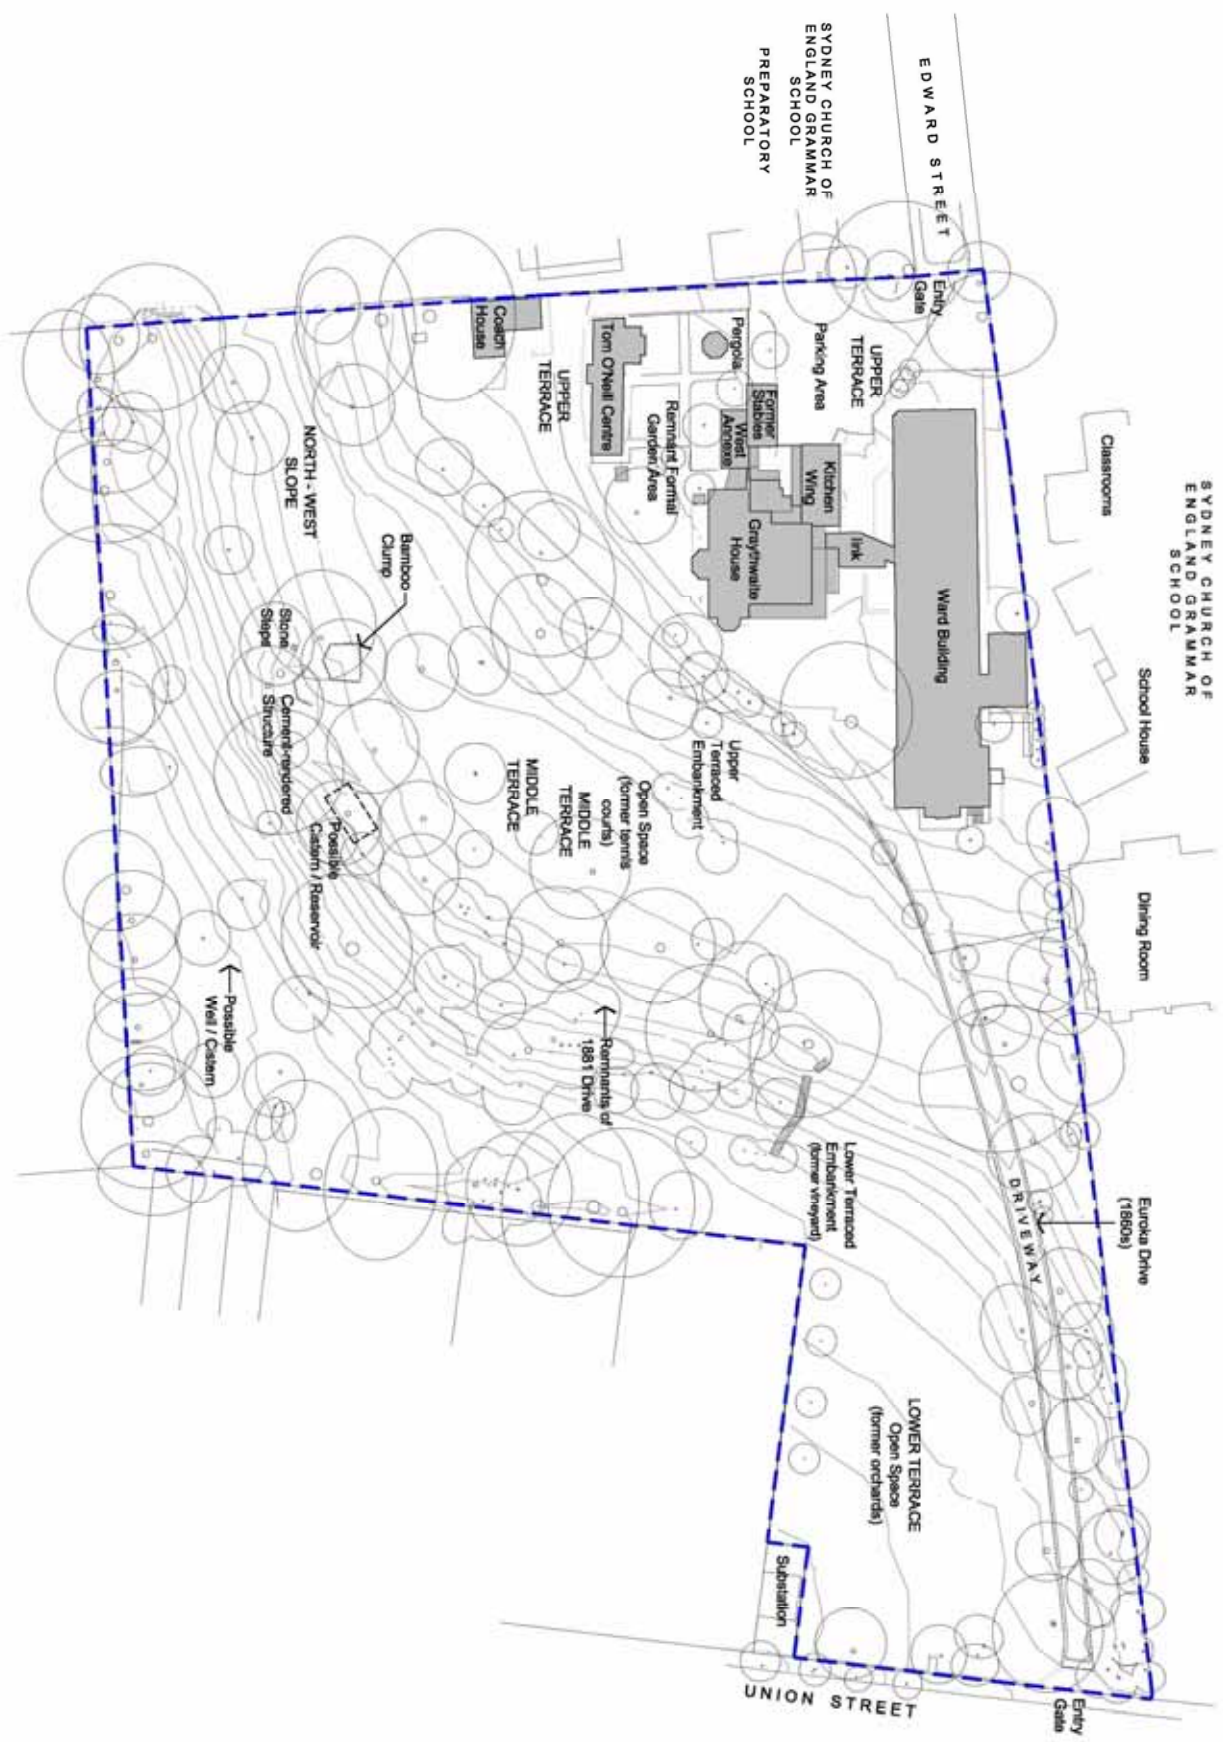 SYDNEY CHURCH OF
ENGLAND GRAMMAR
SCHOOL
PREPARATORY
SCHOOL
EDWARD STREET
Entry
Gate
UPPER
TERRACE
Parking Area
Pergola
Former
Stables
West
Annexe
Kitchen
Wing
link
Graythwaite
House
Ward Building
Remnant Formal
Garden Area
Tom O'Neill Centre
Coach
House
UPPER
TERRACE
Classrooms
SYDNEY CHURCH OF
ENGLAND GRAMMAR
SCHOOL
School House
Dining Room
NORTH - WEST
SLOPE
Bamboo
Clump
Stone
Steps
Cement-rendered
Structure
Possible
Cistern / Reservoir
Possible
Well / Cistern
MIDDLE
TERRACE
Open Space
(former tennis
courts)
MIDDLE
TERRACE
Upper
Terraced
Embankment
Remnants of
1881 Drive
Lower Terraced
Embankment
(former vineyard)
DRIVEWAY
Euroka Drive
(1860s)
LOWER TERRACE
Open Space
(former orchards)
Substation
UNION STREET
Entry
Gate